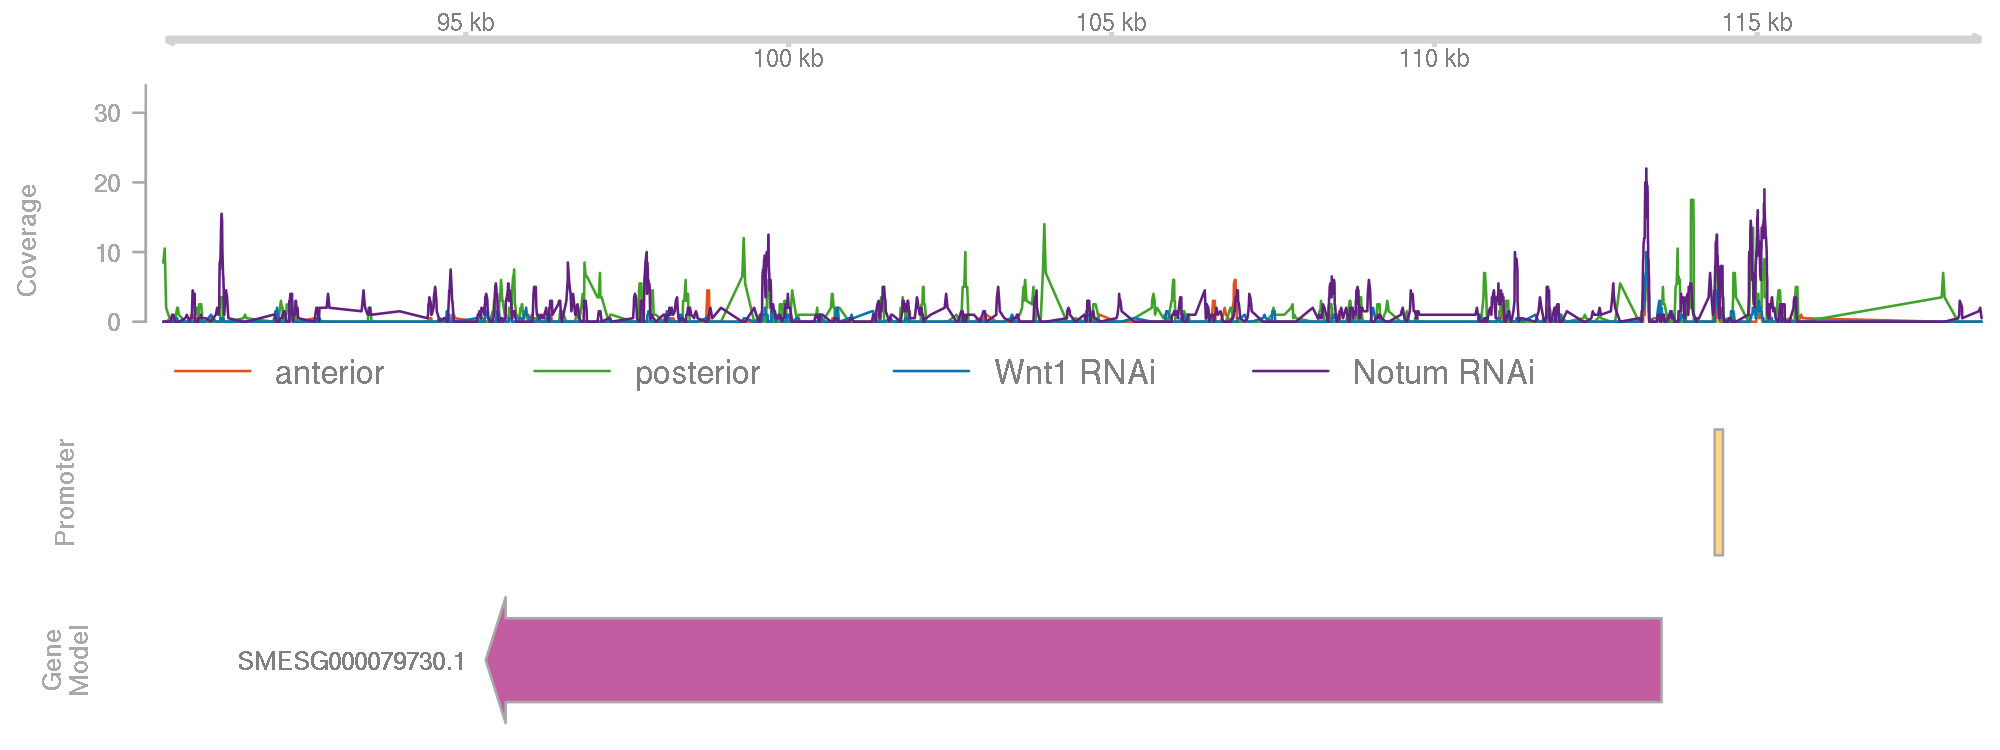 95 kb 105 kb 115 kb
100 kb 110 kb
Coverage
30
20
10
0
anterior posterior Wnt1 RNAi Notum RNAi
Promoter
Gene
Model
SMESG000079730.1